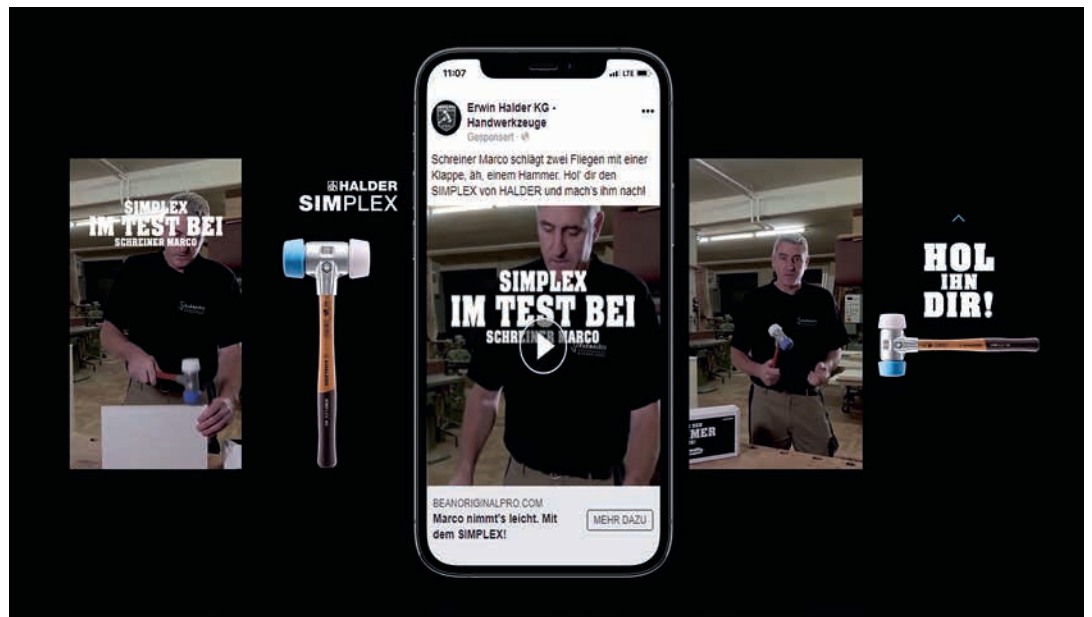 SIMPLEX
IM TEST BEI
SCHREINER MARCO
HALDER
SIMPLEX
11:07
LTE
Erwin Halder KG -
Handwerkzeuge
Gesponsert ·
Schreiner Marco schlägt zwei Fliegen mit einer
Klappe, äh, einem Hammer. Hol' dir den
SIMPLEX von HALDER und mach's ihm nach!
SIMPLEX
IM TEST BEI
SCHREINER MARCO
BEANORIGINALPRO.COM
Marco nimmt's leicht. Mit
dem SIMPLEX!
MEHR DAZU
HOL
IHN
DIR!